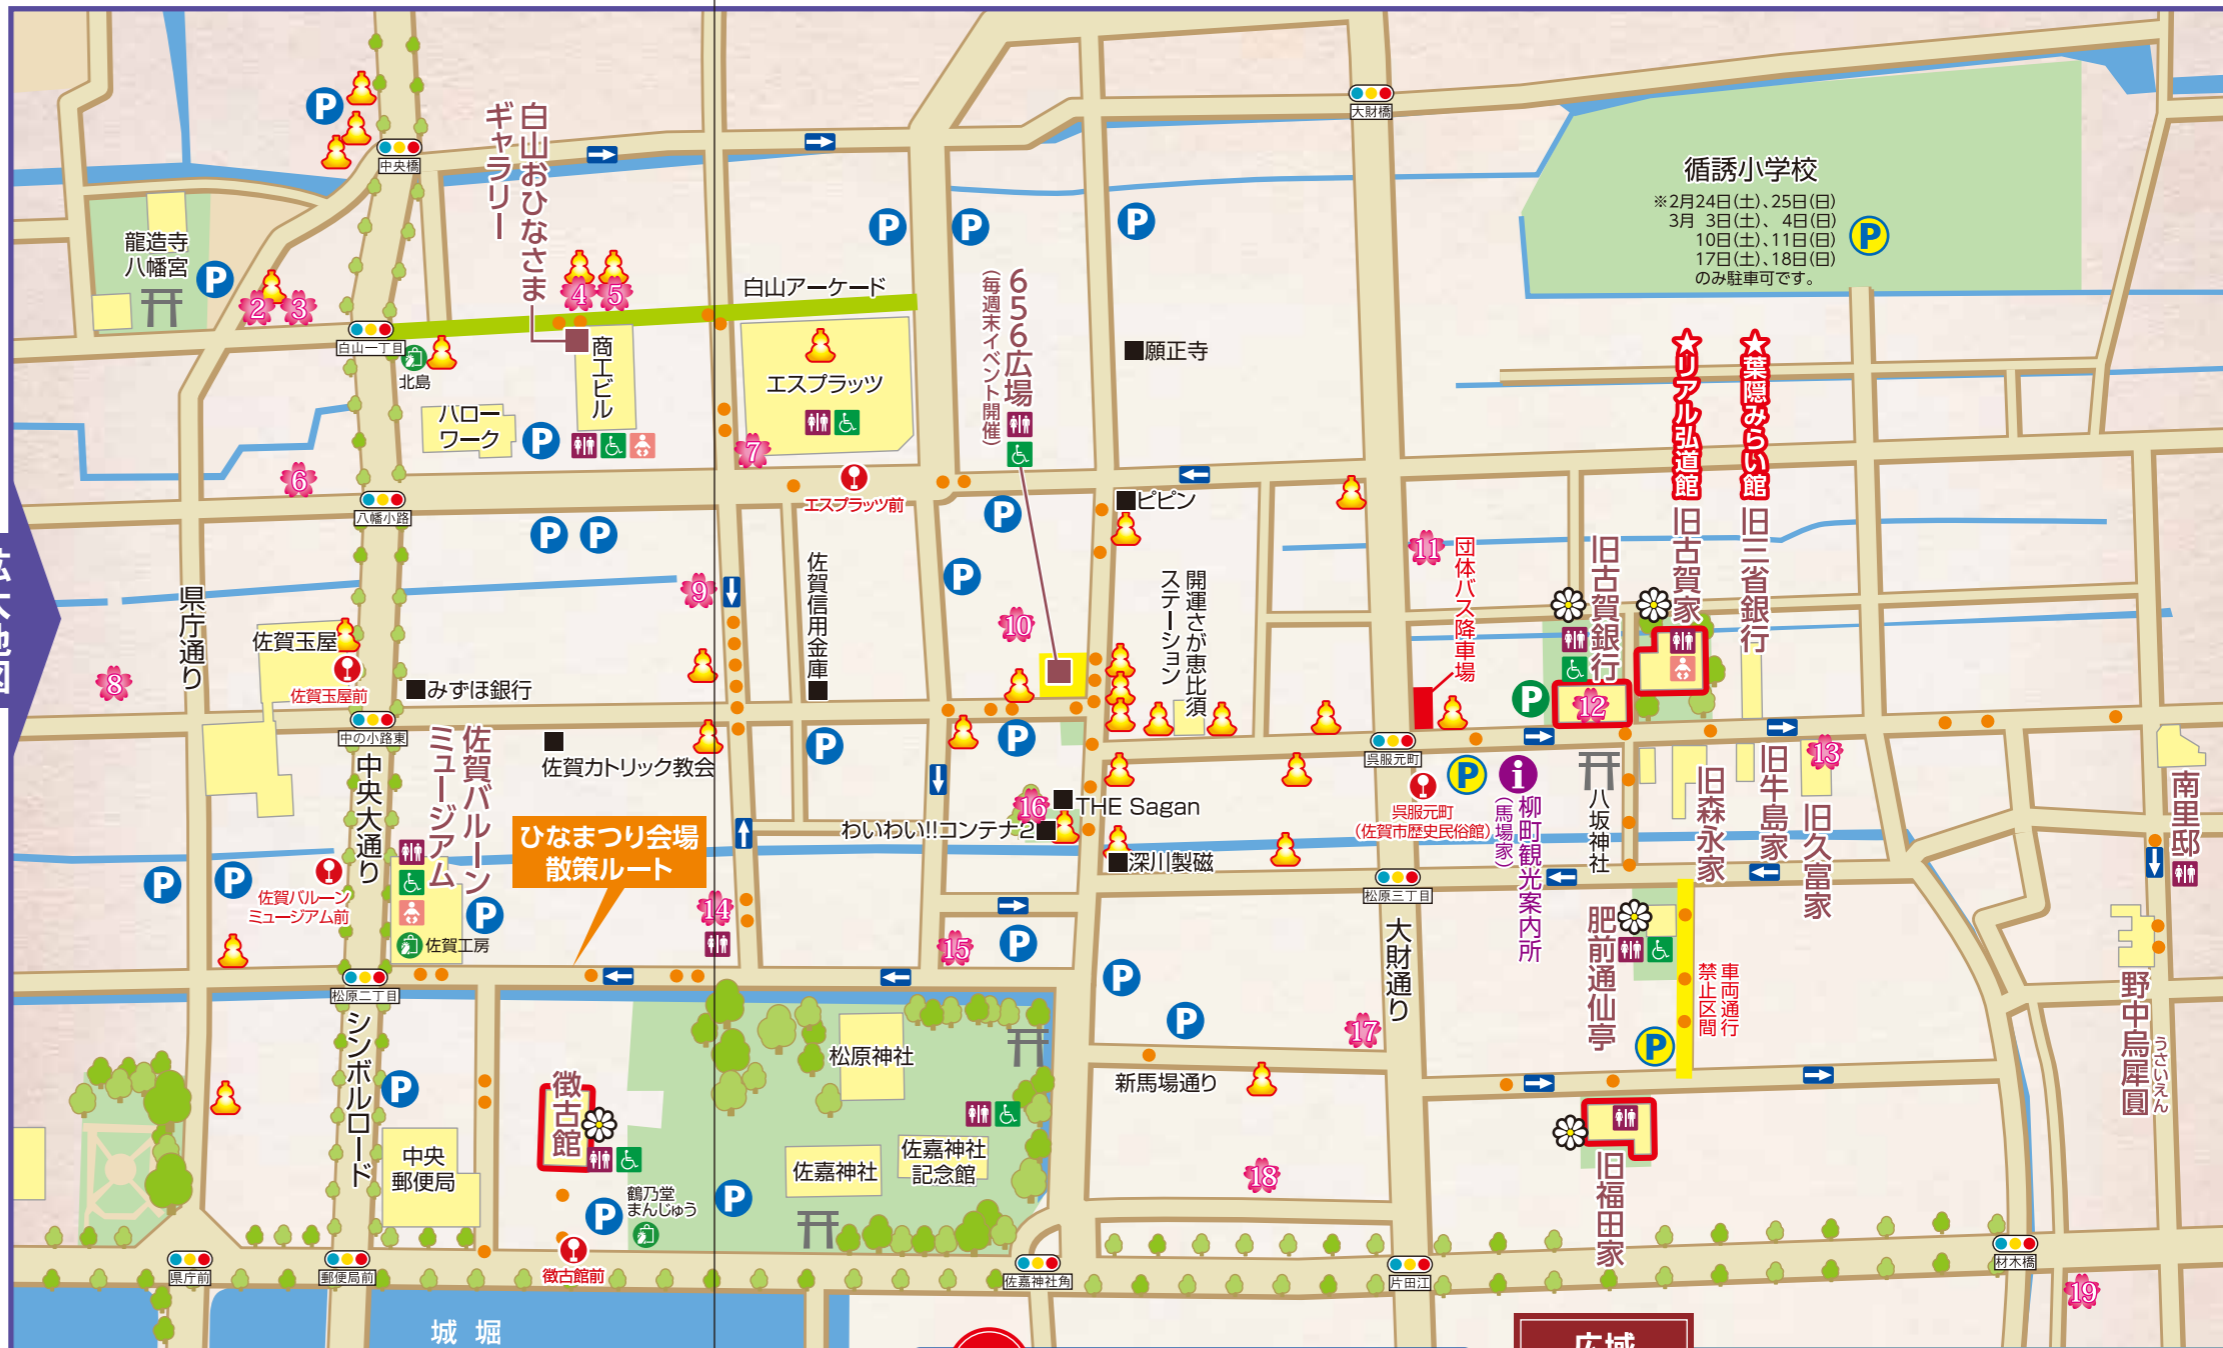 大財橋
中央橋
白山おひなさま
ギャラリー
循誘小学校
※2月24日(土)、25日(日)
3月 3日(土)、4日(日)
10日(土)、11日(日)
17日(土)、18日(日)
のみ駐車可です。
P
龍造寺
八幡宮
2
3
4
5
白山アーケード
656広場
(毎週末イベント開催)
白山一丁目
北島
商工ビル
エスプラッツ
■願正寺
★リアル弘道館
★葉隠みらい館
ハロー
ワーク
6
7
エスプラッツ前
■ピピン
八幡小路
旧古賀家
旧三省銀行
旧古賀銀行
11
団体バス降車場
佐賀信用金庫■
開運さが恵比須
ステーション
県庁通り
9
10
佐賀玉屋
佐賀玉屋前
8
■みずほ銀行
12
中の小路東
佐賀カトリック教会
呉服元町
13
中央大通り
佐賀バルーン
ミュージアム
ひなまつり会場
散策ルート
16
■THE Sagan
わいわい!!コンテナ2■
■深川製磁
呉服元町
(佐賀市歴史民俗館)
柳町観光案内所
(馬場家)
八坂神社
旧森永家
旧牛島家
旧久富家
南里邸
佐賀バルーン
ミュージアム前
佐賀工房
14
15
松原三丁目
大財通り
肥前通仙亭
車両通行
禁止区間
野中烏犀圓
うさいえん
松原二丁目
シンボルロード
松原神社
17
新馬場通り
徴古館
中央
郵便局
佐嘉神社
佐嘉神社
記念館
18
旧福田家
鶴乃堂
まんじゅう
徴古館前
県庁前
郵便局前
佐嘉神社角
片田江
材木橋
19
城 堀
広域